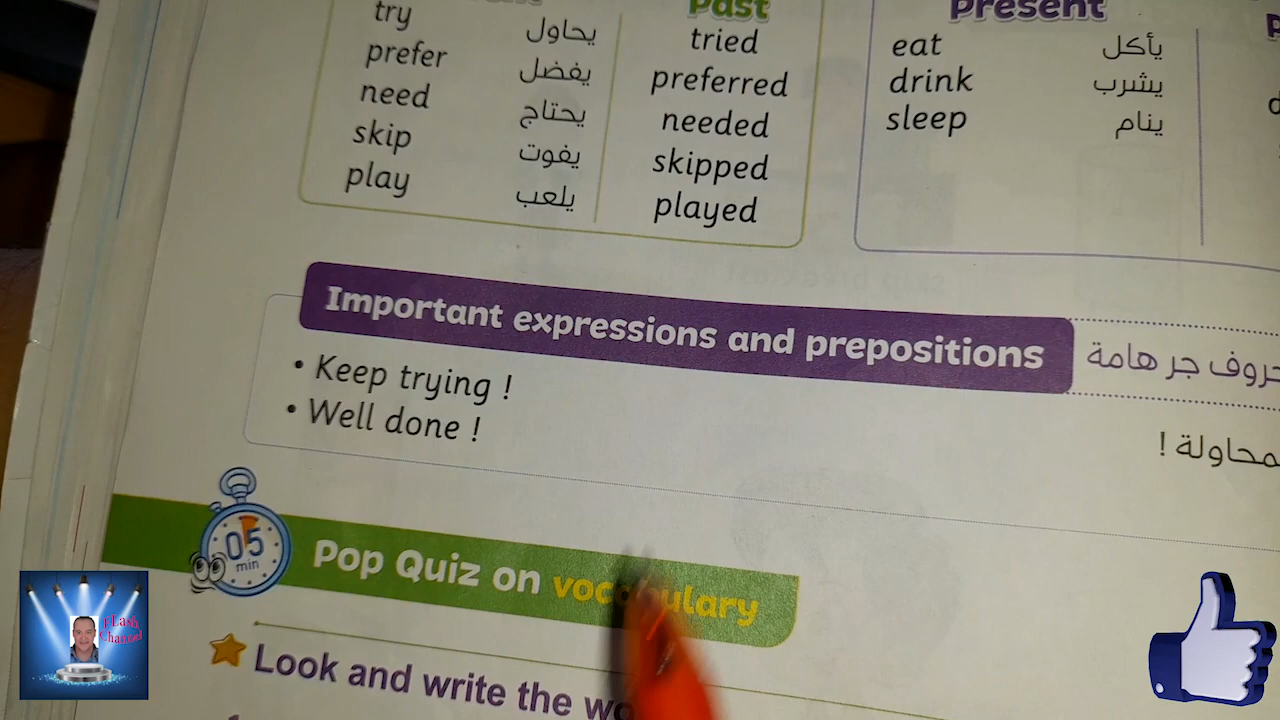 Past
Present
try يحاول tried
prefer يفضل preferred
need يحتاج needed
skip يفوت skipped
play يلعب played
eat يأكل
drink يشرب
sleep ينام
Important expressions and prepositions
جر هامة
• Keep trying !
• Well done !
05
min
Pop Quiz on vocabulary
Look and write the
fLash
Channel